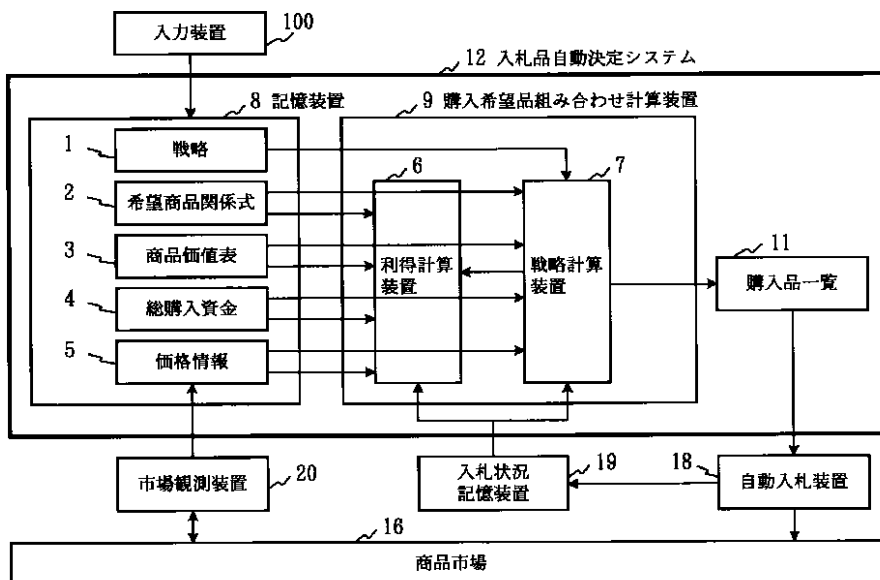 入力装置
100
12 入札品自動決定システム
8 記憶装置
9 購入希望品組み合わせ計算装置
1
戦略
2
希望商品関係式
3
商品価値表
4
総購入資金
5
価格情報
6
利得計算
装置
7
戦略計算
装置
11
購入品一覧
市場観測装置
20
入札状況
記憶装置
19
18
自動入札装置
16
商品市場